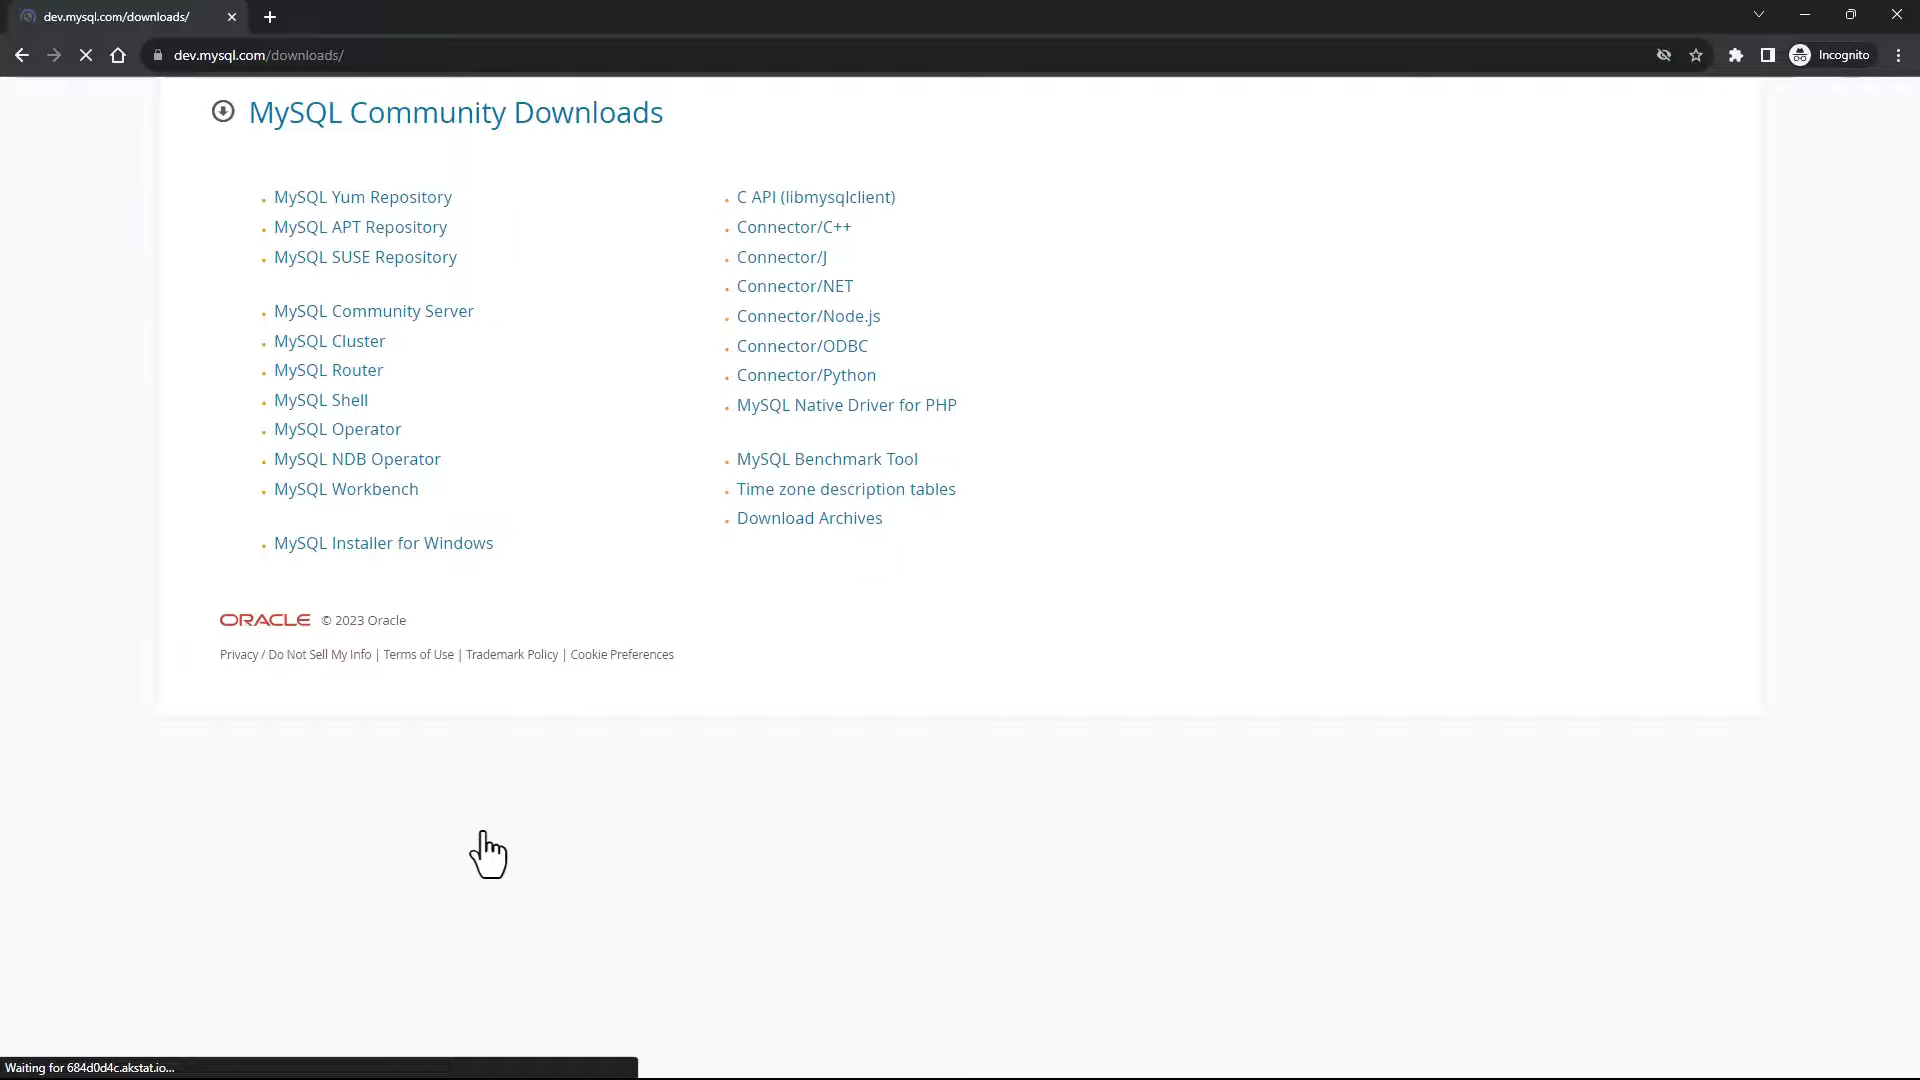 dev.mysql.com/downloads/
dev.mysql.com/downloads/
Incognito
MySQL Community Downloads
MySQL Yum Repository
MySQL APT Repository
MySQL SUSE Repository
MySQL Community Server
MySQL Cluster
MySQL Router
MySQL Shell
MySQL Operator
MySQL NDB Operator
MySQL Workbench
MySQL Installer for Windows
C API (libmysqlclient)
Connector/C++
Connector/J
Connector/NET
Connector/Node.js
Connector/ODBC
Connector/Python
MySQL Native Driver for PHP
MySQL Benchmark Tool
Time zone description tables
Download Archives
ORACLE © 2023 Oracle
Privacy / Do Not Sell My Info | Terms of Use | Trademark Policy | Cookie Preferences
Waiting for 684d0d4c.akstat.io...